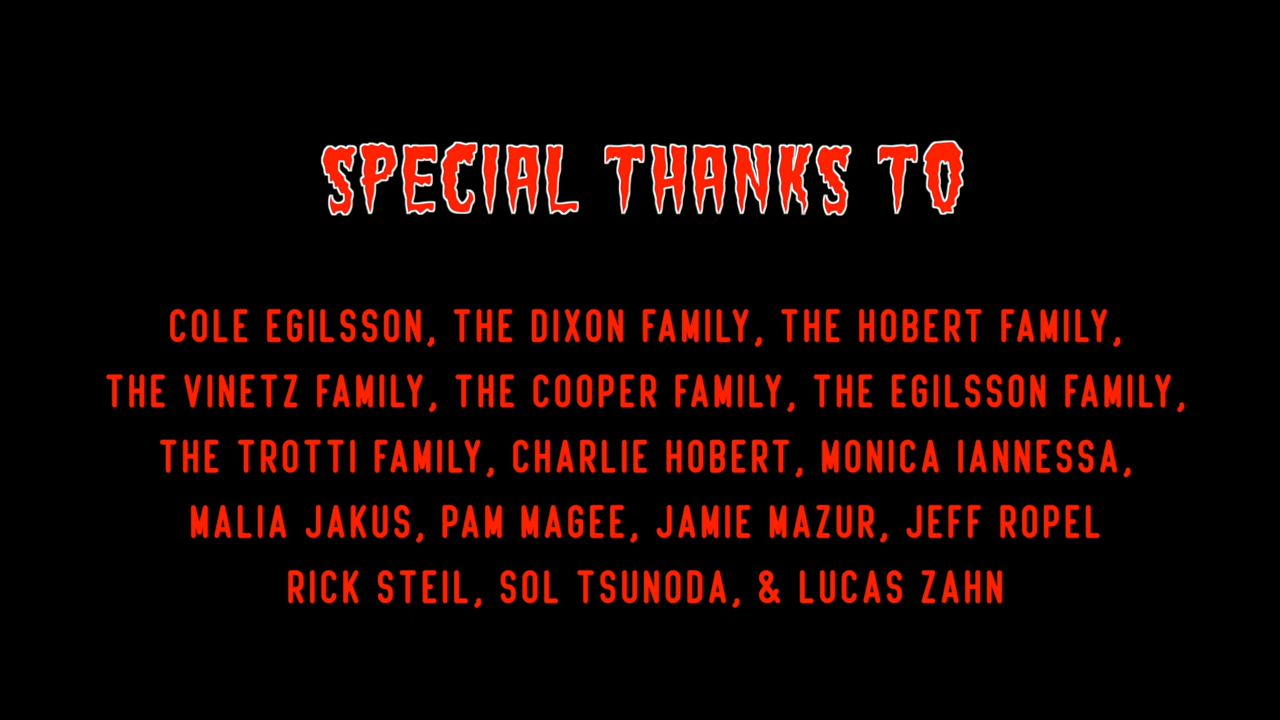 SPECIAL THANKS TO
COLE EGILSSON, THE DIXON FAMILY, THE HOBERT FAMILY,
THE VINETZ FAMILY, THE COOPER FAMILY, THE EGILSSON FAMILY,
THE TROTTI FAMILY, CHARLIE HOBERT, MONICA IANNESSA,
MALIA JAKUS, PAM MAGEE, JAMIE MAZUR, JEFF ROPEL
RICK STEIL, SOL TSUNODA, & LUCAS ZAHN